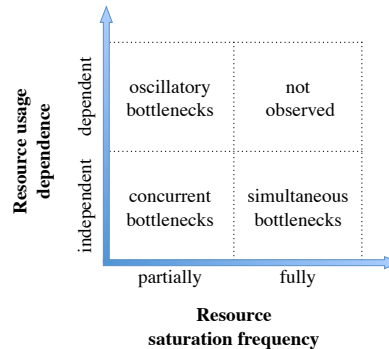 Resource usage
dependence
dependent
independent
oscillatory
bottlenecks
not
observed
concurrent
bottlenecks
simultaneous
bottlenecks
partially
fully
Resource
saturation frequency